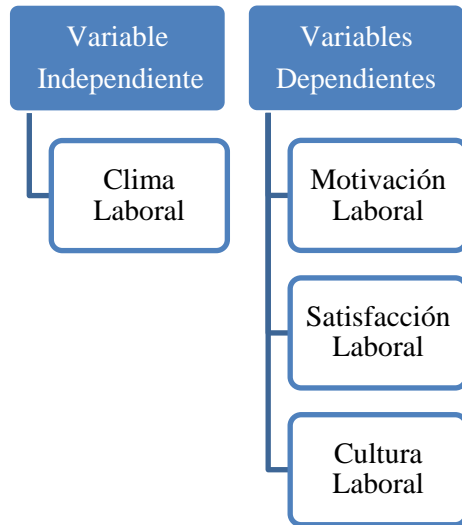 Variable
Independiente
Clima
Laboral
Variables
Dependientes
Motivación
Laboral
Satisfacción
Laboral
Cultura
Laboral